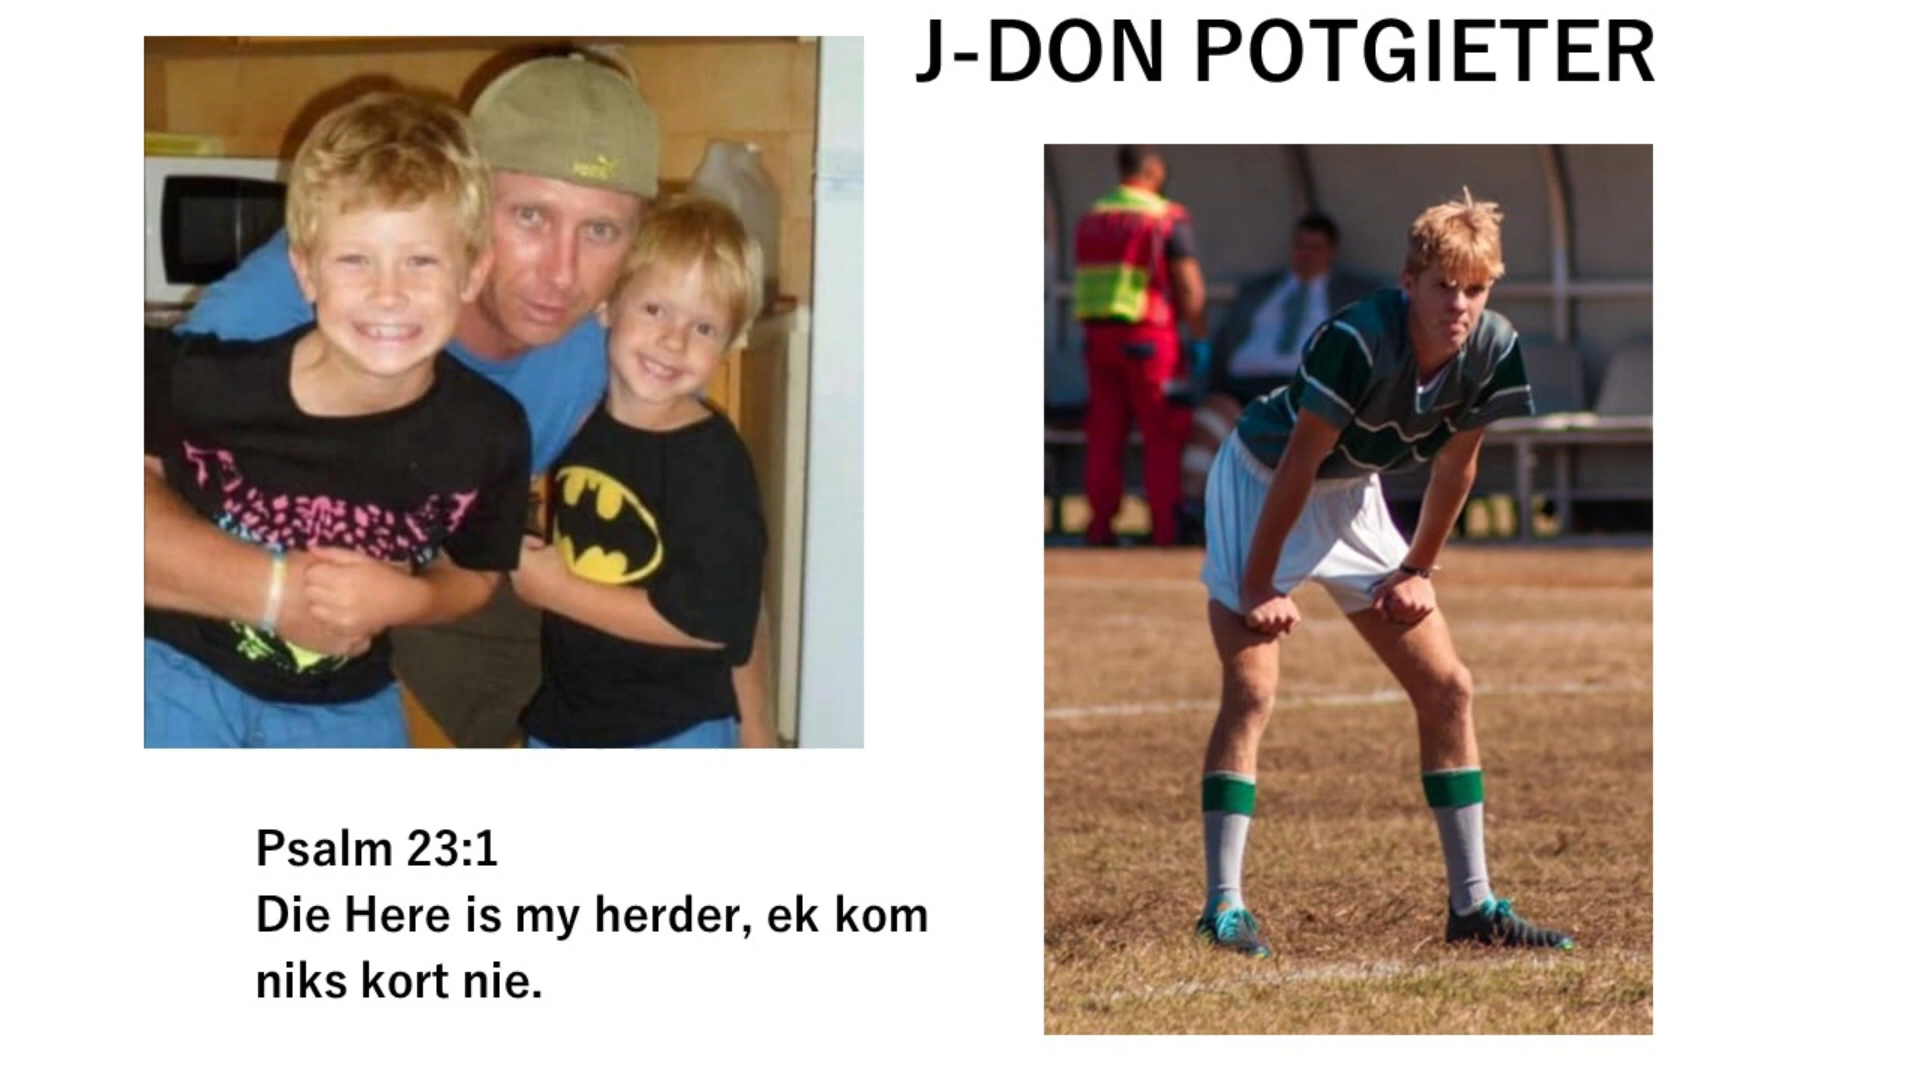 J-DON POTGIETER
Psalm 23:1
Die Here is my herder, ek kom
niks kort nie.